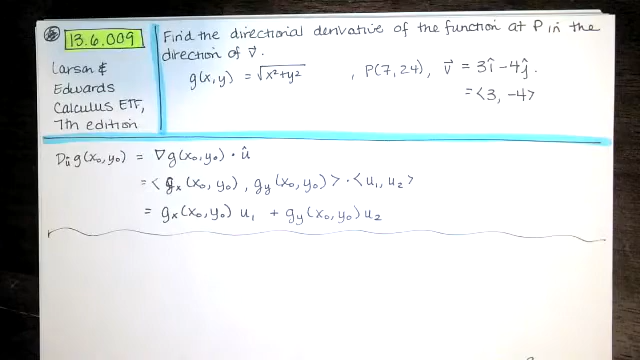 13.6.009
Larson &
Edwards
Calculus ETF,
7th edition
Find the directional derivative of the function at P in the
direction of v⃗.
g(x,y) = √x²+y² , P(7,24), v⃗ = 3î - 4ĵ.
= <3, -4>
Dûg(x₀,y₀) = ∇g(x₀,y₀) • û
= <gₓ(x₀,y₀), gᵧ(x₀,y₀)> • <u₁, u₂>
= gₓ(x₀,y₀) u₁ + gᵧ(x₀,y₀) u₂